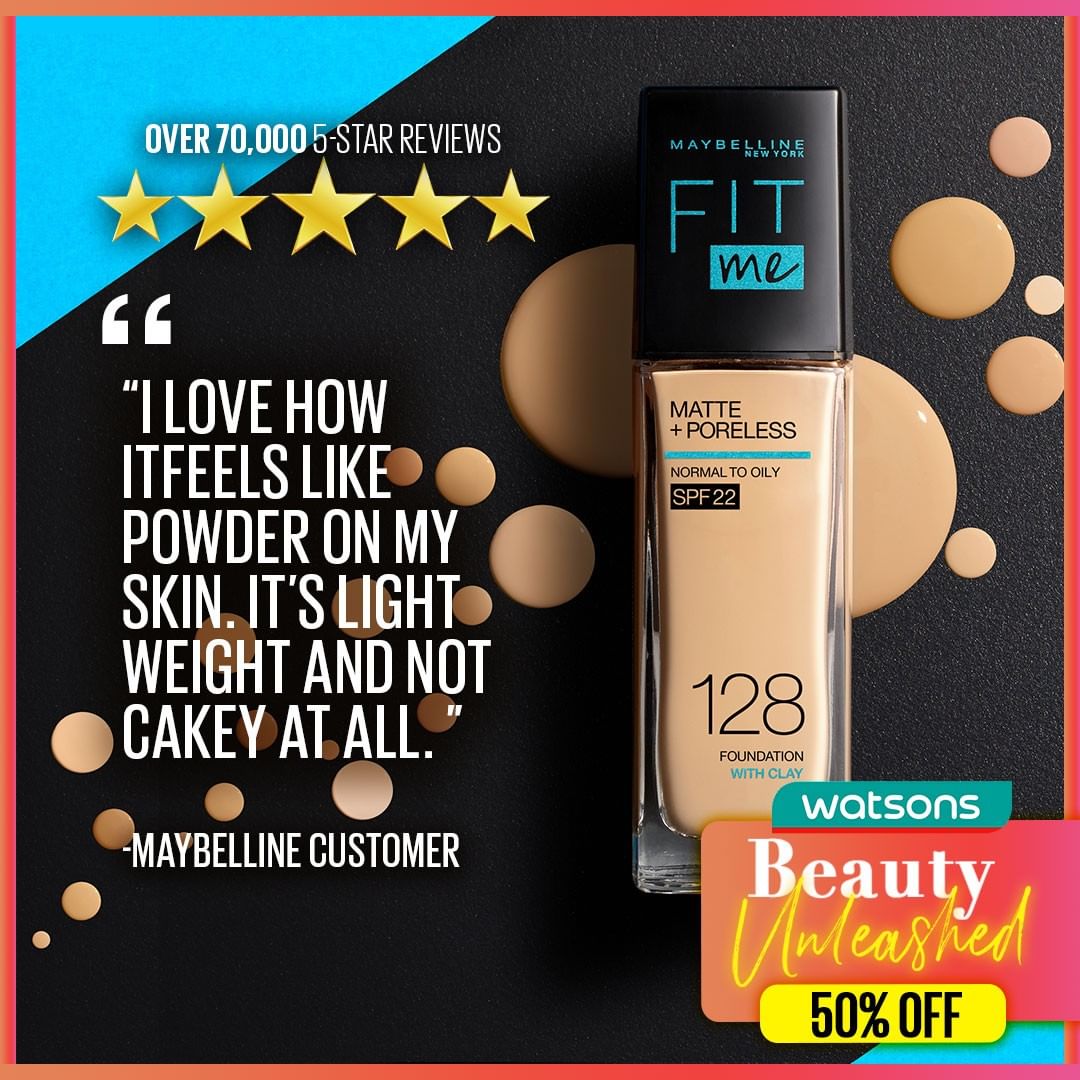 OVER 70,000 5-STAR REVIEWS
“
“I LOVE HOW
ITFEELS LIKE
POWDER ON MY
SKIN. IT’S LIGHT
WEIGHT AND NOT
CAKEY AT ALL. ”
-MAYBELLINE CUSTOMER
MAYBELLINE
NEW YORK
FIT
me
MATTE
+ PORELESS
NORMAL TO OILY
SPF 22
128
FOUNDATION
WITH CLAY
watsons
Beauty
Unleashed
50% OFF